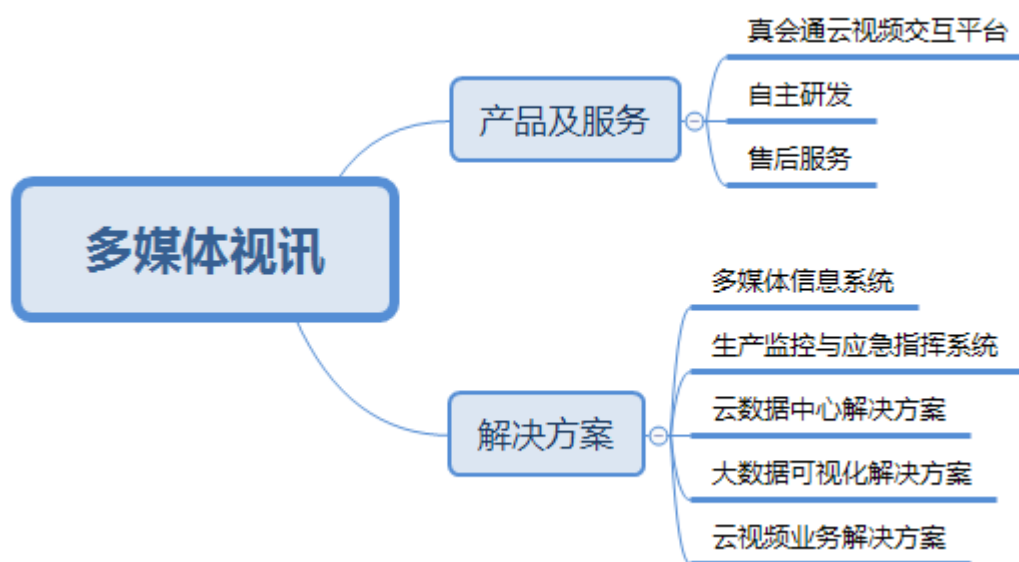 多媒体视讯
产品及服务
真会通云视频交互平台
自主研发
售后服务
解决方案
多媒体信息系统
生产监控与应急指挥系统
云数据中心解决方案
大数据可视化解决方案
云视频业务解决方案